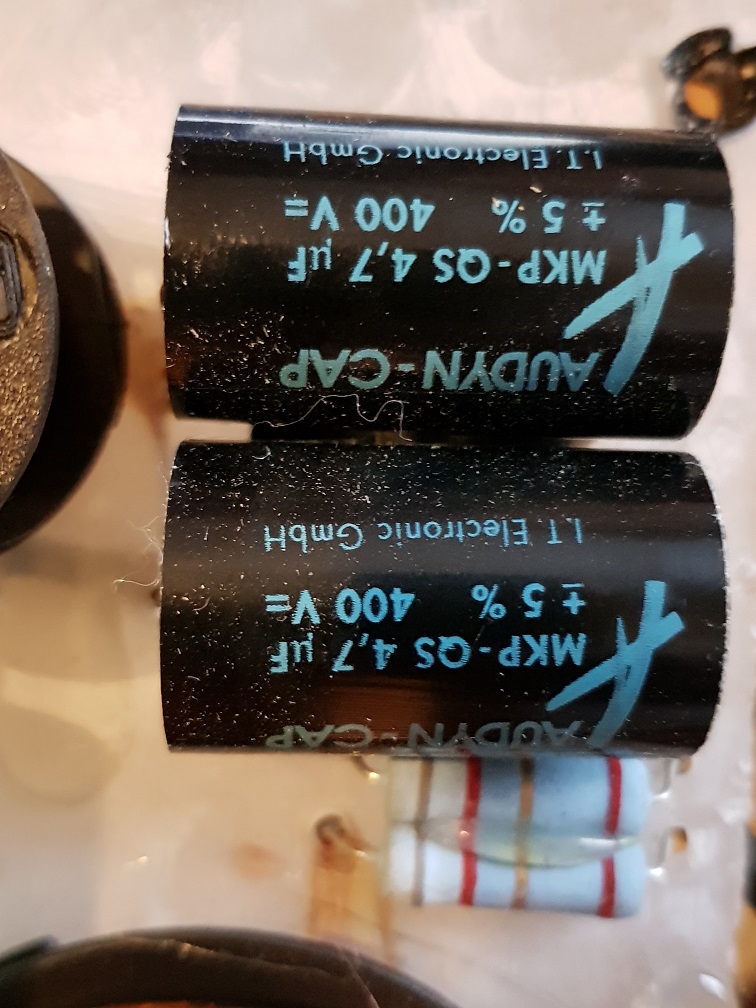 AUDYN-CAP
MKP-QS 4,7 µF
± 5 % 400 V=
I.T. Electronic GmbH
AUDYN-CAP
MKP-QS 4,7 µF
± 5 % 400 V=
I.T. Electronic GmbH